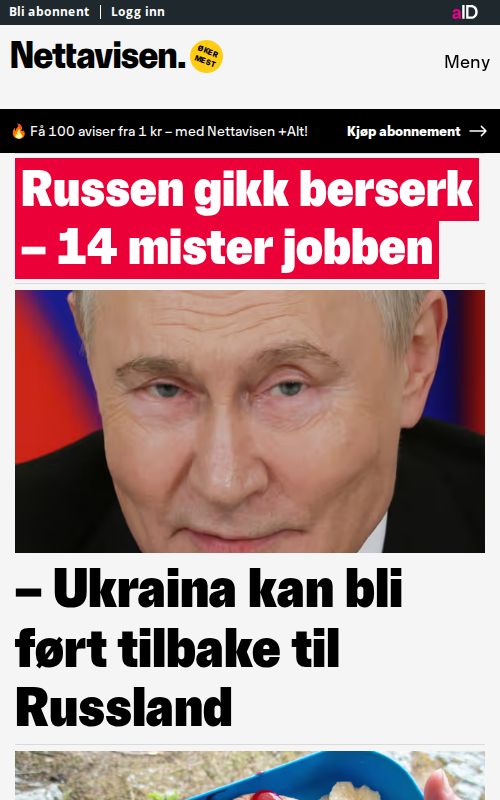 Bli abonnent | Logg inn
aID
Nettavisen.
ØKER
MEST
Meny
🔥 Få 100 aviser fra 1 kr – med Nettavisen +Alt!
Kjøp abonnement →
Russen gikk berserk
– 14 mister jobben
– Ukraina kan bli
ført tilbake til
Russland